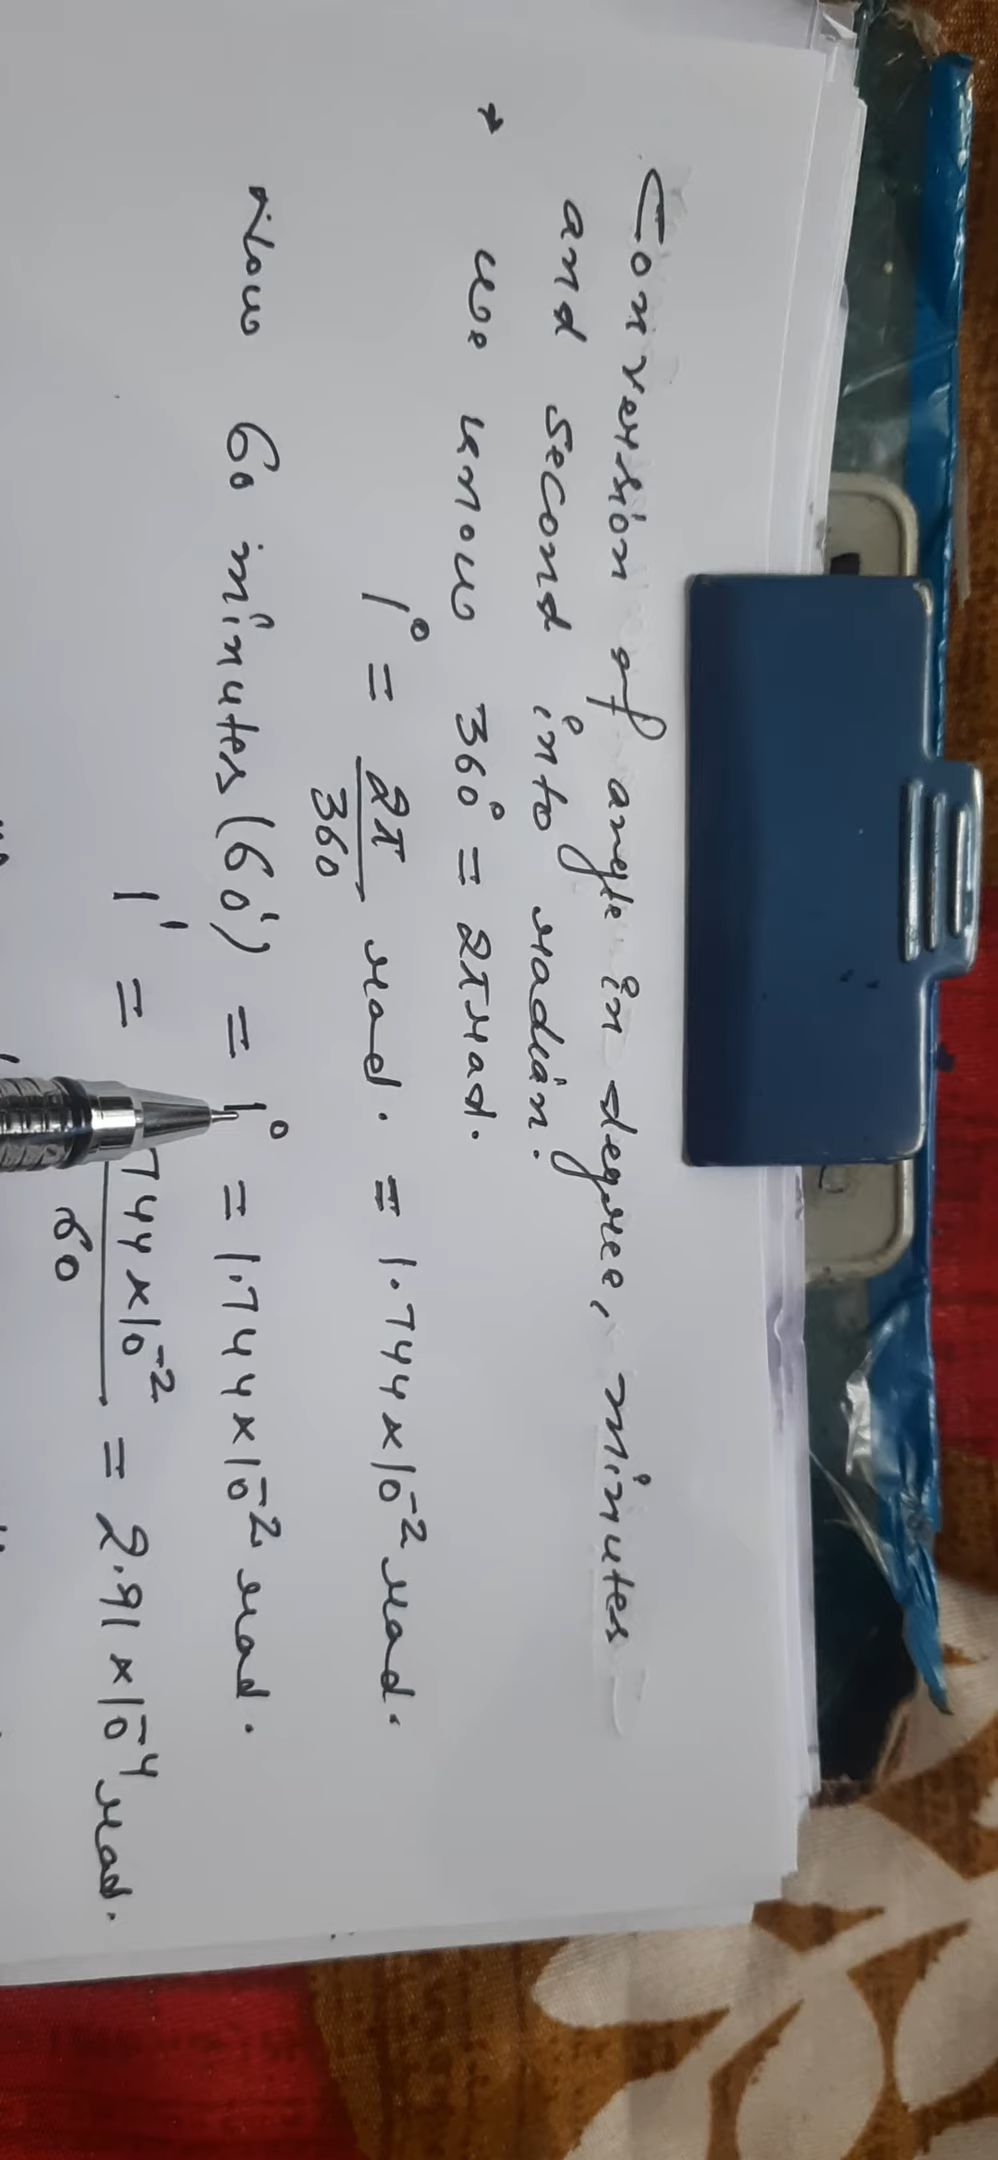 Conversion of angle in degree, minutes
and second into radian.
* we know 360° = 2π rad.
1° = 2π/360 rad. = 1.744 × 10⁻² rad.
Now 60 minutes (60') = 1° = 1.744 × 10⁻² rad.
1' = 744 × 10⁻²/60 = 2.91 × 10⁻⁴ rad.